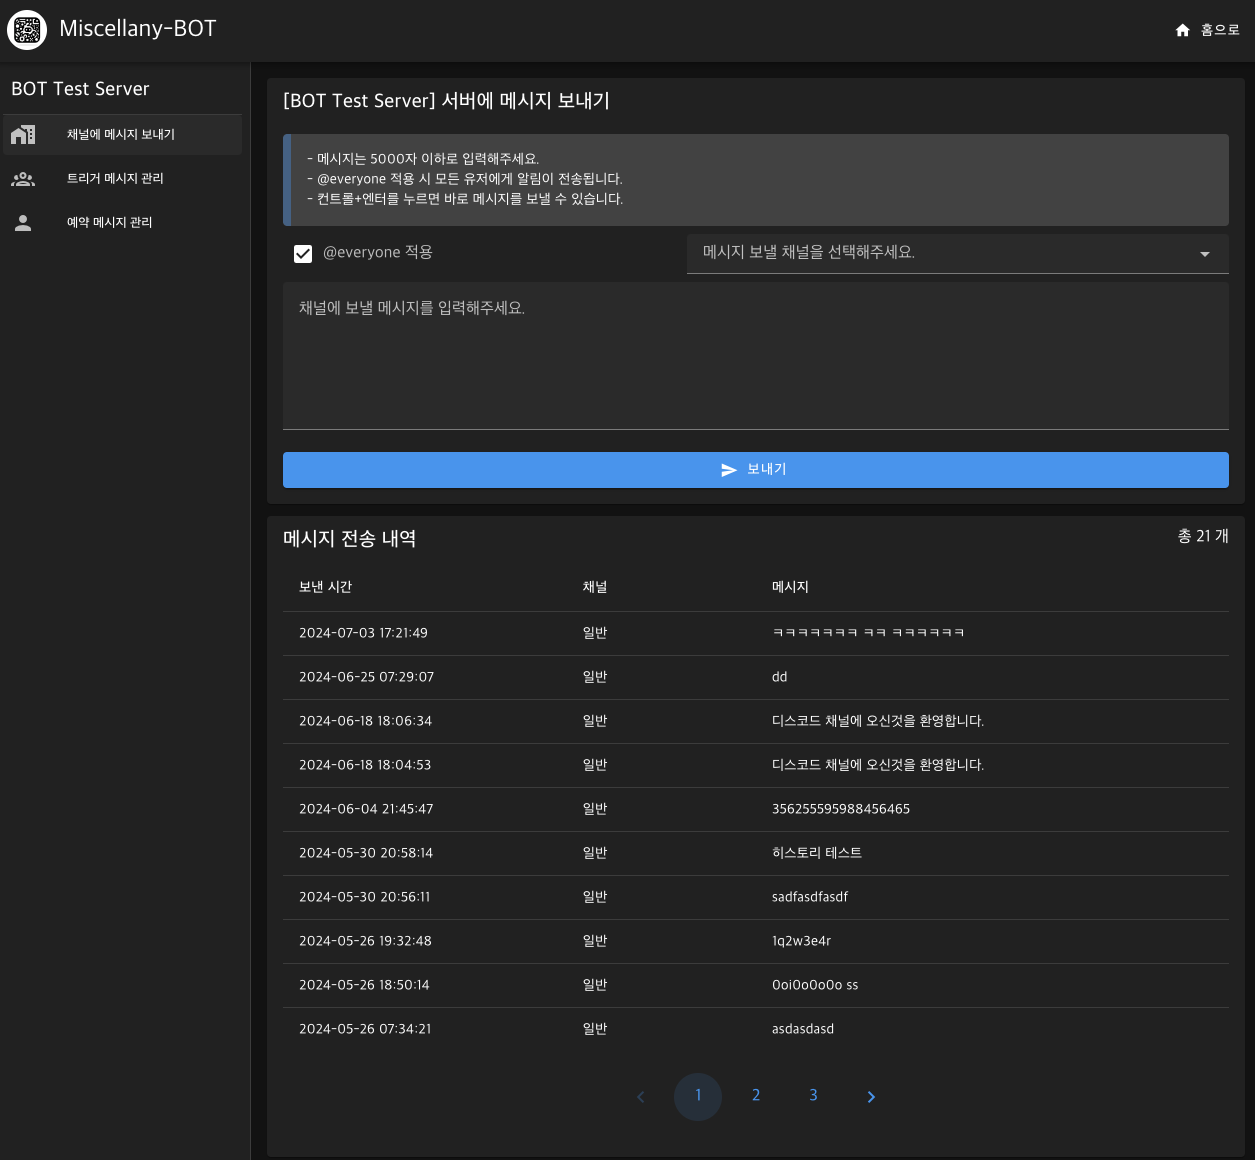 Miscellany-BOT
홈으로
BOT Test Server
채널에 메시지 보내기
트리거 메시지 관리
예약 메시지 관리
[BOT Test Server] 서버에 메시지 보내기
- 메시지는 5000자 이하로 입력해주세요.
- @everyone 적용 시 모든 유저에게 알림이 전송됩니다.
- 컨트롤+엔터를 누르면 바로 메시지를 보낼 수 있습니다.
@everyone 적용
메시지 보낼 채널을 선택해주세요.
채널에 보낼 메시지를 입력해주세요.
보내기
메시지 전송 내역
총 21 개
보낸 시간 채널 메시지
2024-07-03 17:21:49 일반 ㅋㅋㅋㅋㅋㅋㅋ ㅋㅋ ㅋㅋㅋㅋㅋㅋ
2024-06-25 07:29:07 일반 dd
2024-06-18 18:06:34 일반 디스코드 채널에 오신것을 환영합니다.
2024-06-18 18:04:53 일반 디스코드 채널에 오신것을 환영합니다.
2024-06-04 21:45:47 일반 356255595988456465
2024-05-30 20:58:14 일반 히스토리 테스트
2024-05-30 20:56:11 일반 sadfasdfasdf
2024-05-26 19:32:48 일반 1q2w3e4r
2024-05-26 18:50:14 일반 0oi0o0o0o ss
2024-05-26 07:34:21 일반 asdasdasd
1 2 3